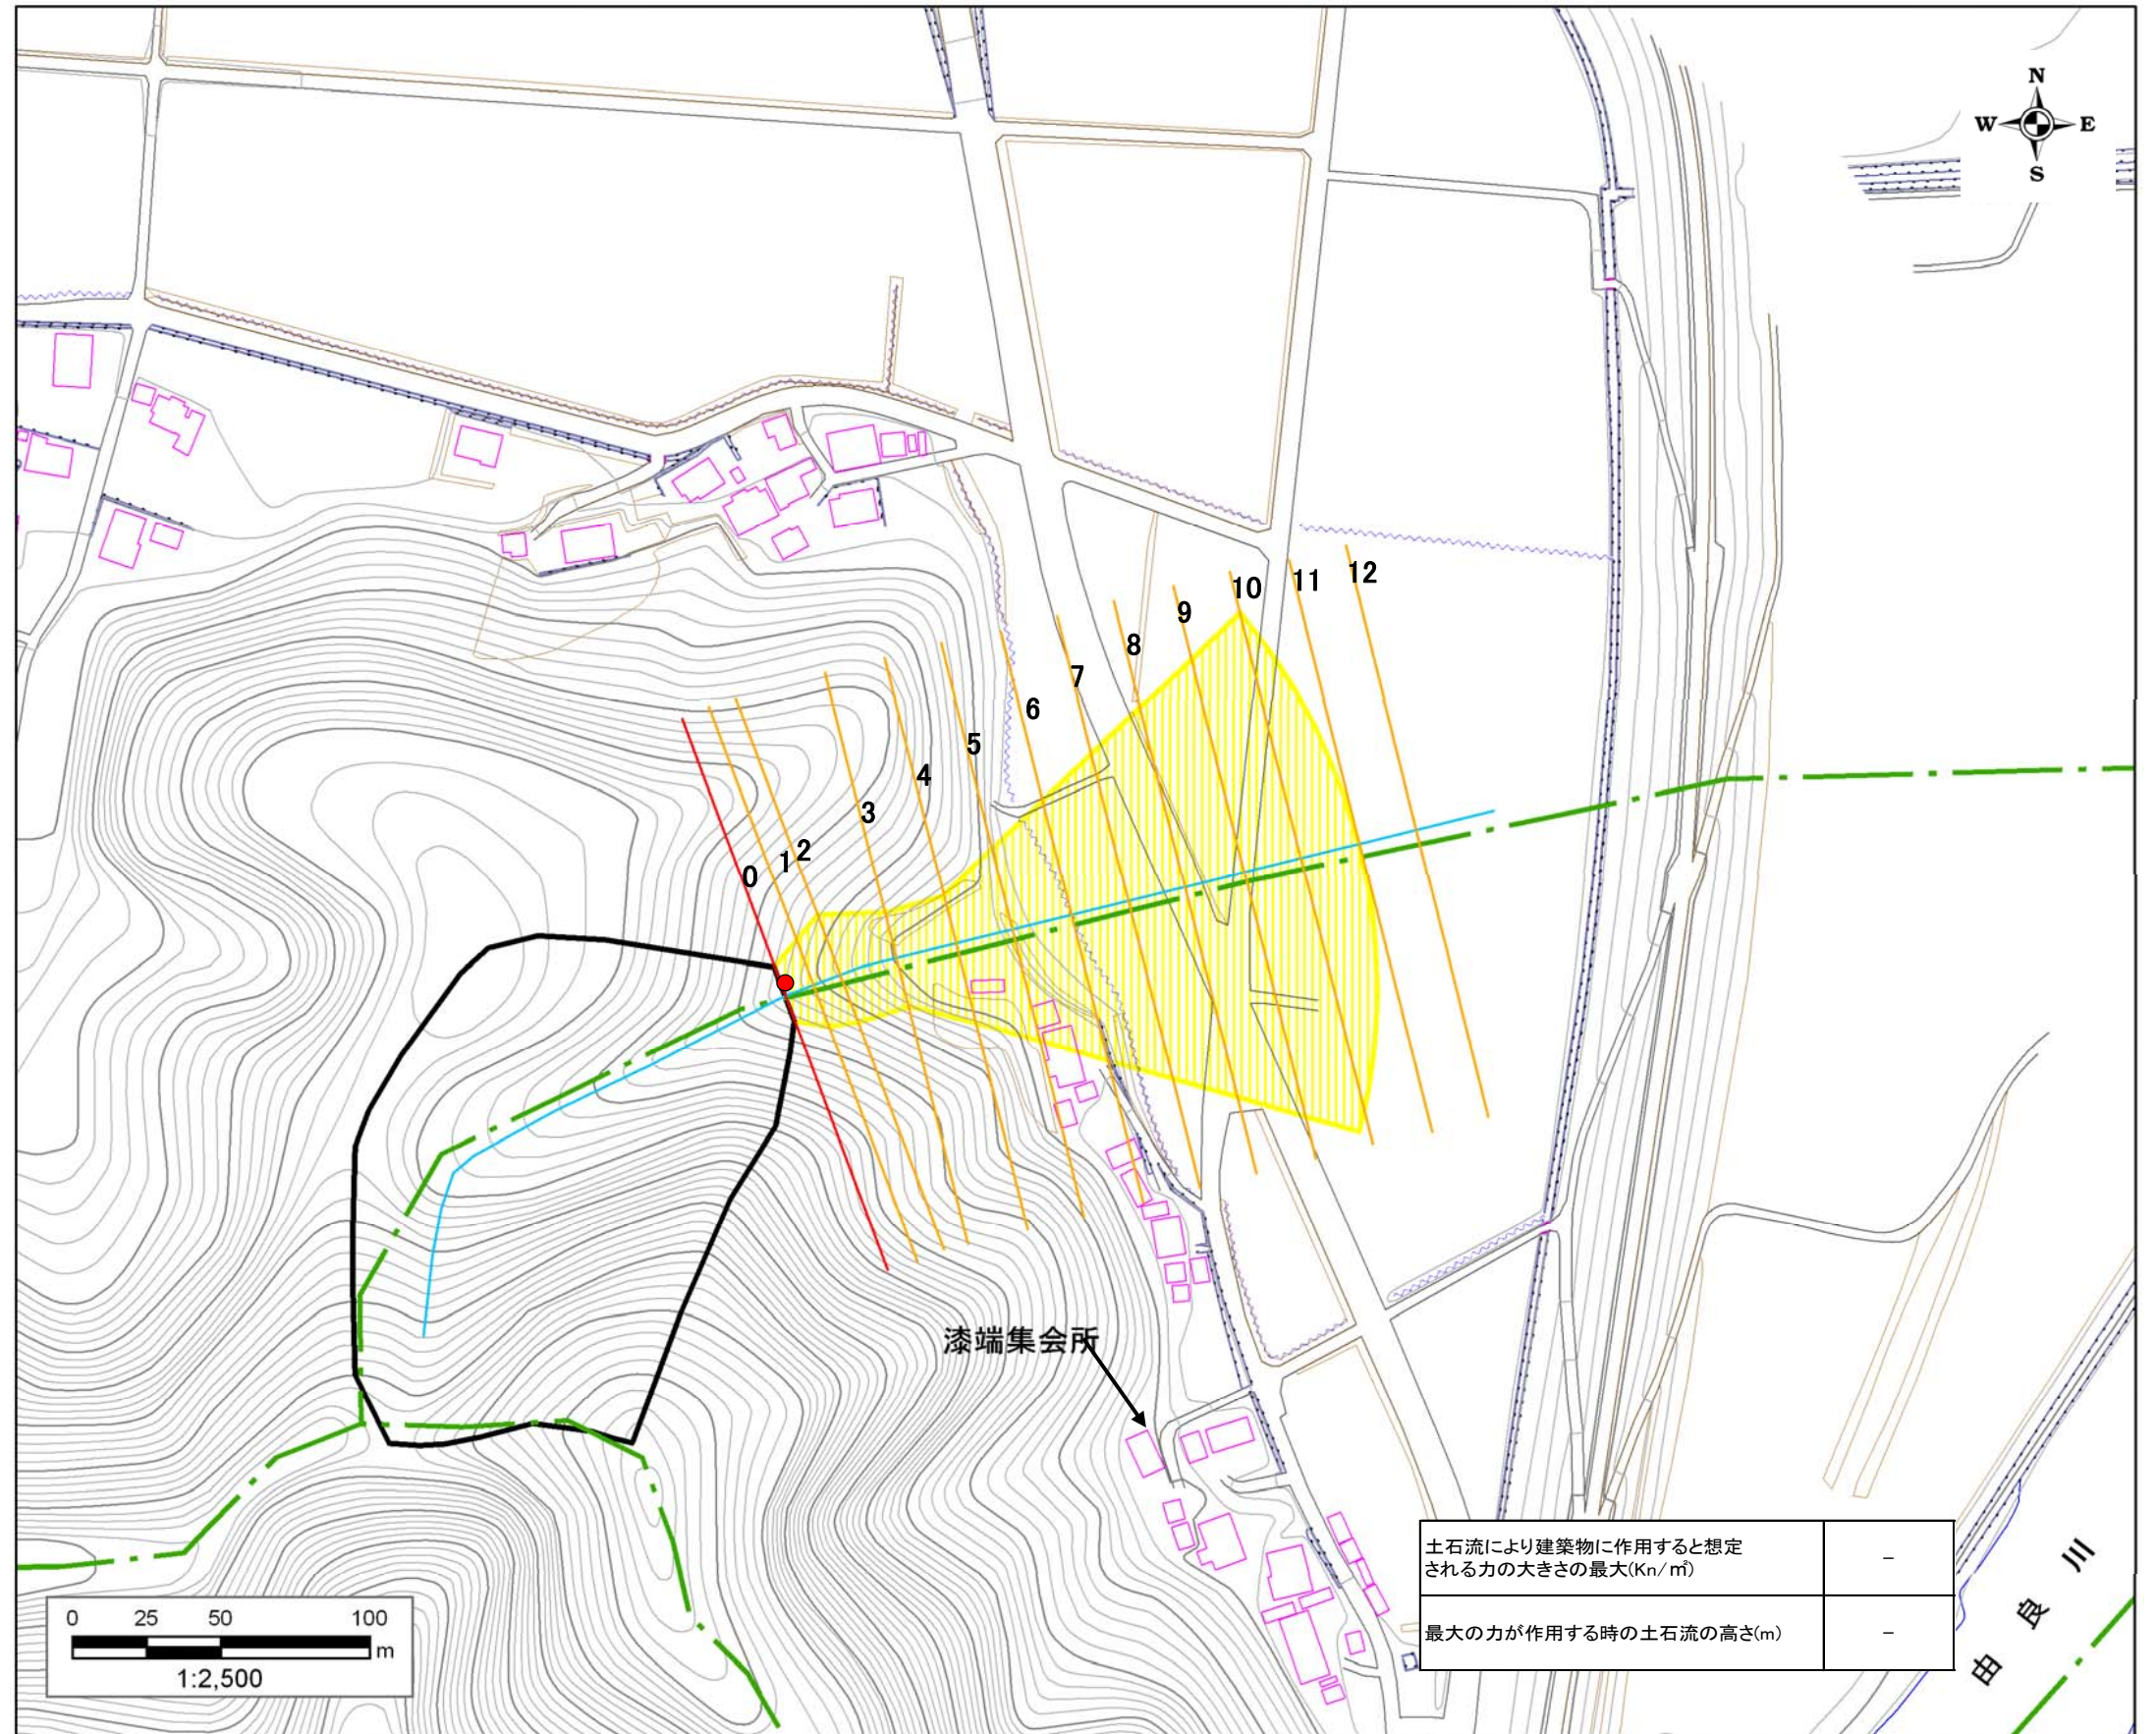 N
W E
S
12
11
10
9
8
7
6
5
4
3
2
1
0
漆端集会所
土石流により建築物に作用すると想定
される力の大きさの最大(Kn/㎡)
－
最大の力が作用する時の土石流の高さ(m)
－
由良川
0 25 50 100
m
1:2,500